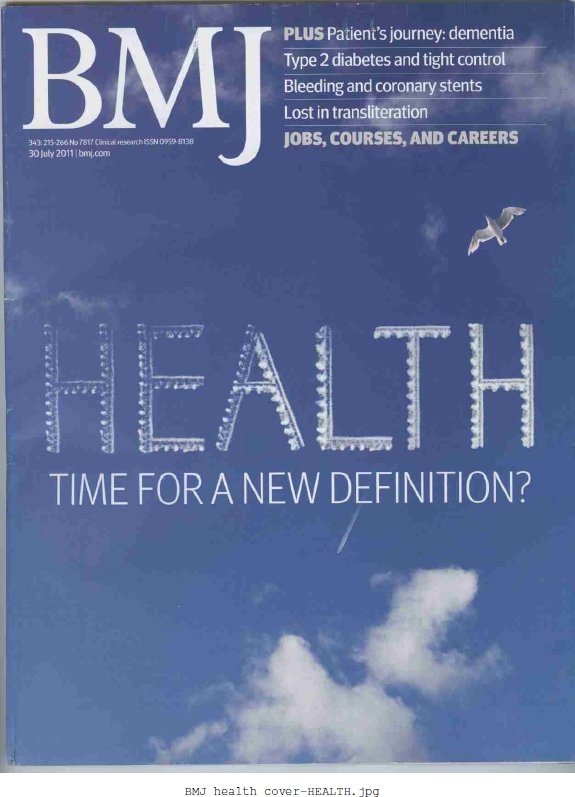 BMJ
343: 215-266 No 7817 Clinical research ISSN 0959-8138
30 July 2011 | bmj.com
PLUS Patient's journey: dementia
Type 2 diabetes and tight control
Bleeding and coronary stents
Lost in transliteration
JOBS, COURSES, AND CAREERS
HEALTH
TIME FOR A NEW DEFINITION?
BMJ health cover-HEALTH.jpg